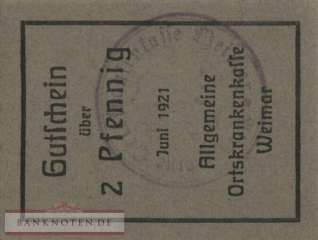 Gutschein
über
2 Pfennig
Juni 1921
Allgemeine
Ortskrankenkasse
Weimar
BANKNOTEN.DE